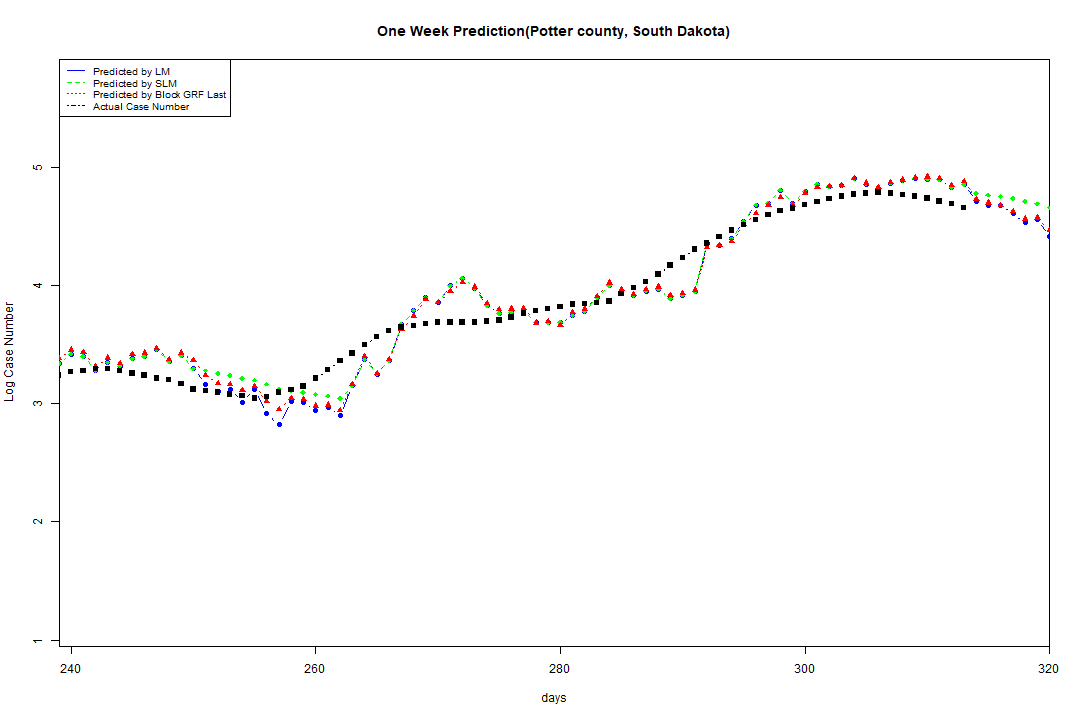 One Week Prediction(Potter county, South Dakota)
Predicted by LM
Predicted by SLM
Predicted by Block GRF Last
Actual Case Number
5
4
3
2
1
Log Case Number
240 260 280 300 320
days